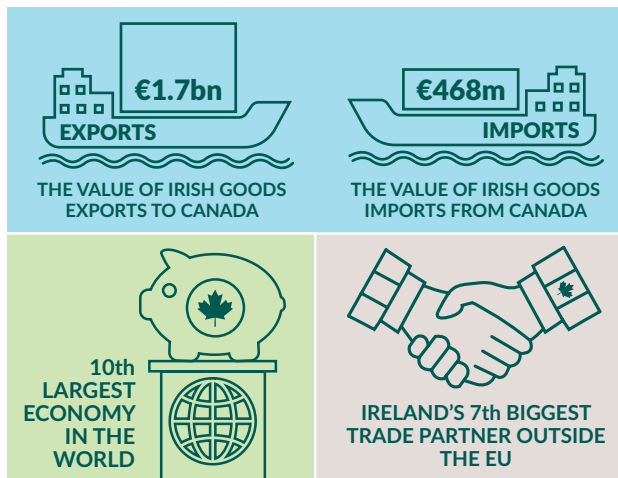 €1.7bn
EXPORTS
THE VALUE OF IRISH GOODS
EXPORTS TO CANADA
€468m
IMPORTS
THE VALUE OF IRISH GOODS
IMPORTS FROM CANADA
10th
LARGEST
ECONOMY
IN THE
WORLD
IRELAND’S 7th BIGGEST
TRADE PARTNER OUTSIDE
THE EU